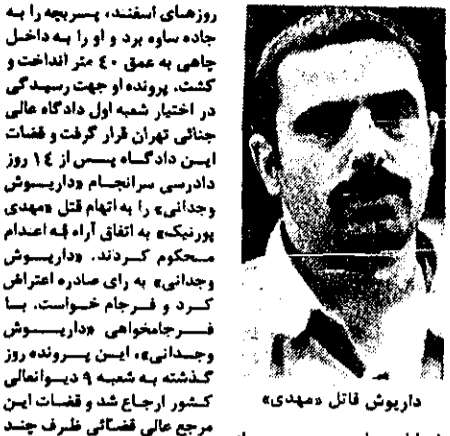 روزهای اسفند، پسربچه را به
جاده ساوه برد و او را به داخل
چاهی به عمق ۴۰ متر انداخت و
کشت. پرونده او جهت رسیدگی
در اختیار شعبه اول دادگاه عالی
جنائی تهران قرار گرفت و قضات
این دادگاه پس از ۱۴ روز
دادرسی سرانجام «داریوش
وجدانی» را به اتهام قتل «مهدی
پورنیک» به اتفاق آراء به اعدام
محکوم کردند. «داریوش
وجدانی» به رای صادره اعتراض
کرد و فرجام خواست. با
فرجامخواهی «داریوش
وجدانی»، این پرونده روز
گذشته به شعبه ۹ دیوانعالی
کشور ارجاع شد و قضات این
مرجع عالی قضائی ظرف چند
داریوش قاتل «مهدی»